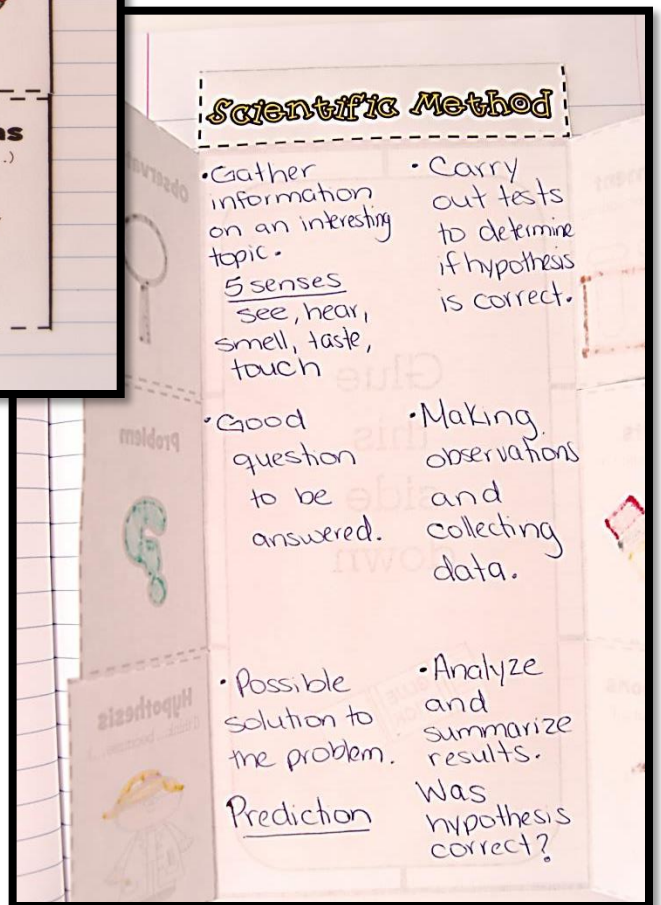 Scientific Method
•Gather
information
on an interesting
topic.
5 senses
see, hear,
smell, taste,
touch
•Good
question
to be
answered.
•Possible
solution to
the problem.
Prediction
•Carry
out tests
to determine
if hypothesis
is correct.
•Making
observations
and
collecting
data.
•Analyze
and
summarize
results.
Was
hypothesis
correct?
Problem
Hypothesis
Glue
this
side
down